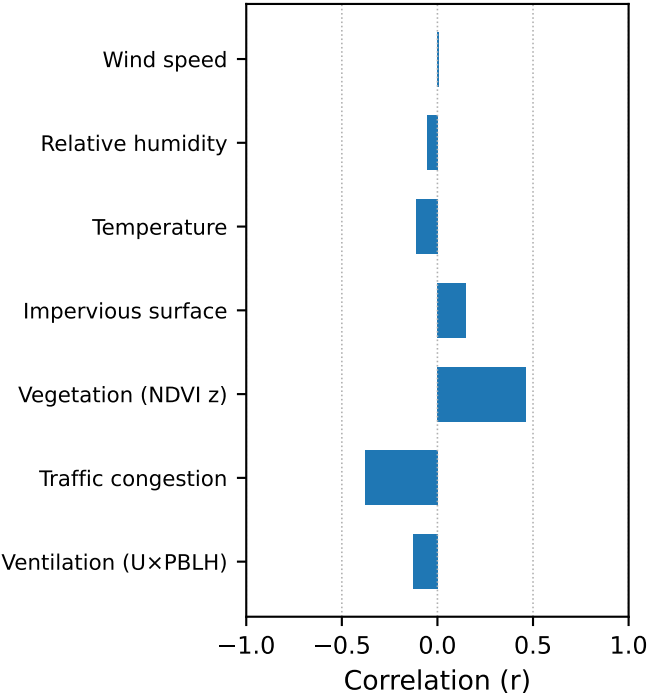 Wind speed
Relative humidity
Temperature
Impervious surface
Vegetation (NDVI z)
Traffic congestion
Ventilation (U×PBLH)
−1.0 −0.5 0.0 0.5 1.0
Correlation (r)